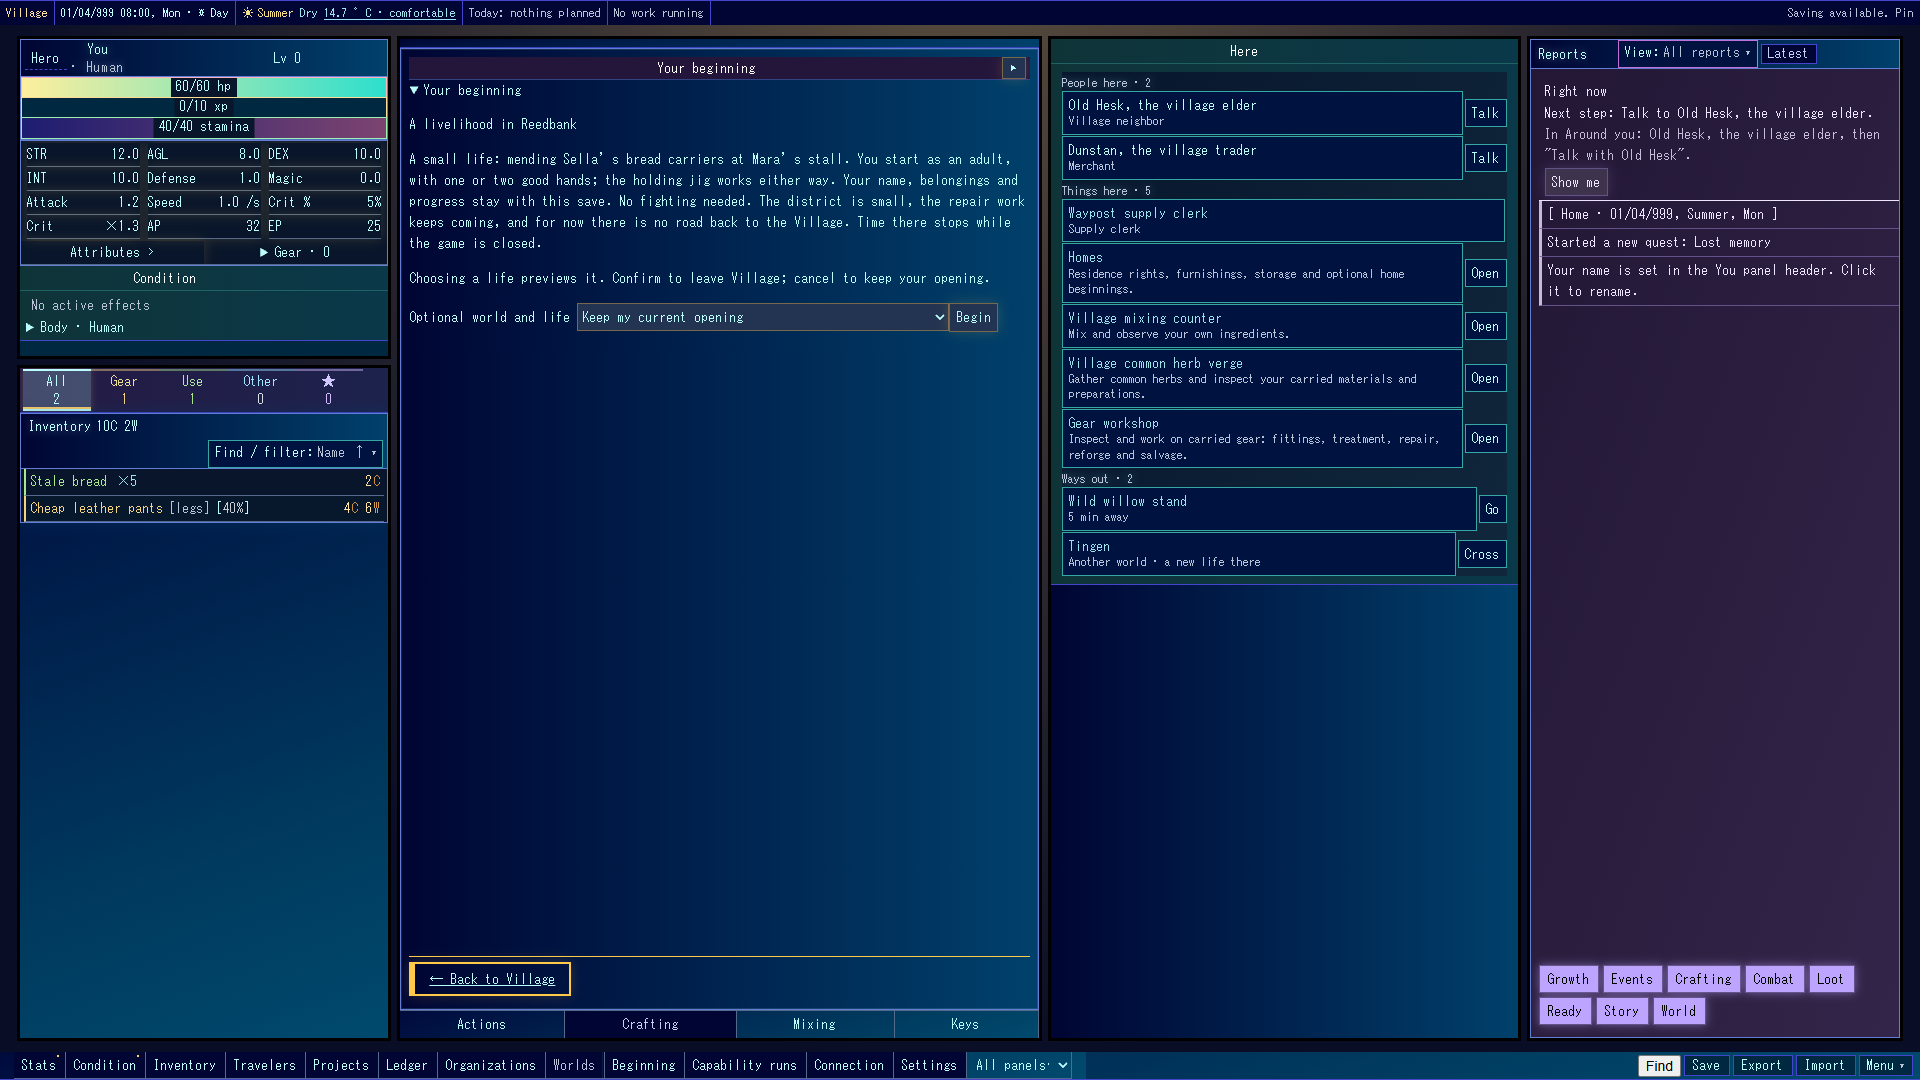 Village 01/04/999 08:00, Mon · ☼ Day ☀ Summer Dry 14.7 °C · comfortable Today: nothing planned No work running Saving available. Pin
Hero · You Human Lv 0
60/60 hp
0/10 xp
40/40 stamina
STR 12.0 AGL 8.0 DEX 10.0
INT 10.0 Defense 1.0 Magic 0.0
Attack 1.2 Speed 1.0 /s Crit % 5%
Crit ×1.3 AP 32 EP 25
Attributes > ▶ Gear · 0
Condition
No active effects
▶ Body · Human
All 2 Gear 1 Use 1 Other 0 ★ 0
Inventory 10C 2W
Find / filter: Name ↑ ▾
Stale bread ×5 2C
Cheap leather pants [legs] [40%] 4C 6W
Your beginning ▶
▼ Your beginning
A livelihood in Reedbank
A small life: mending Sella's bread carriers at Mara's stall. You start as an adult,
with one or two good hands; the holding jig works either way. Your name, belongings and
progress stay with this save. No fighting needed. The district is small, the repair work
keeps coming, and for now there is no road back to the Village. Time there stops while
the game is closed.
Choosing a life previews it. Confirm to leave Village; cancel to keep your opening.
Optional world and life Keep my current opening Begin
← Back to Village
Actions Crafting Mixing Keys
Here
People here · 2
Old Hesk, the village elder
Village neighbor
Talk
Dunstan, the village trader
Merchant
Talk
Things here · 5
Waypost supply clerk
Supply clerk
Homes
Residence rights, furnishings, storage and optional home
beginnings.
Open
Village mixing counter
Mix and observe your own ingredients.
Open
Village common herb verge
Gather common herbs and inspect your carried materials and
preparations.
Open
Gear workshop
Inspect and work on carried gear: fittings, treatment, repair,
reforge and salvage.
Open
Ways out · 2
Wild willow stand
5 min away
Go
Tingen
Another world · a new life there
Cross
Reports View: All reports ▾ Latest
Right now
Next step: Talk to Old Hesk, the village elder.
In Around you: Old Hesk, the village elder, then
"Talk with Old Hesk".
Show me
[ Home · 01/04/999, Summer, Mon ]
Started a new quest: Lost memory
Your name is set in the You panel header. Click
it to rename.
Growth Events Crafting Combat Loot
Ready Story World
Stats Condition Inventory Travelers Projects Ledger Organizations Worlds Beginning Capability runs Connection Settings All panels· Find Save Export Import Menu ▾